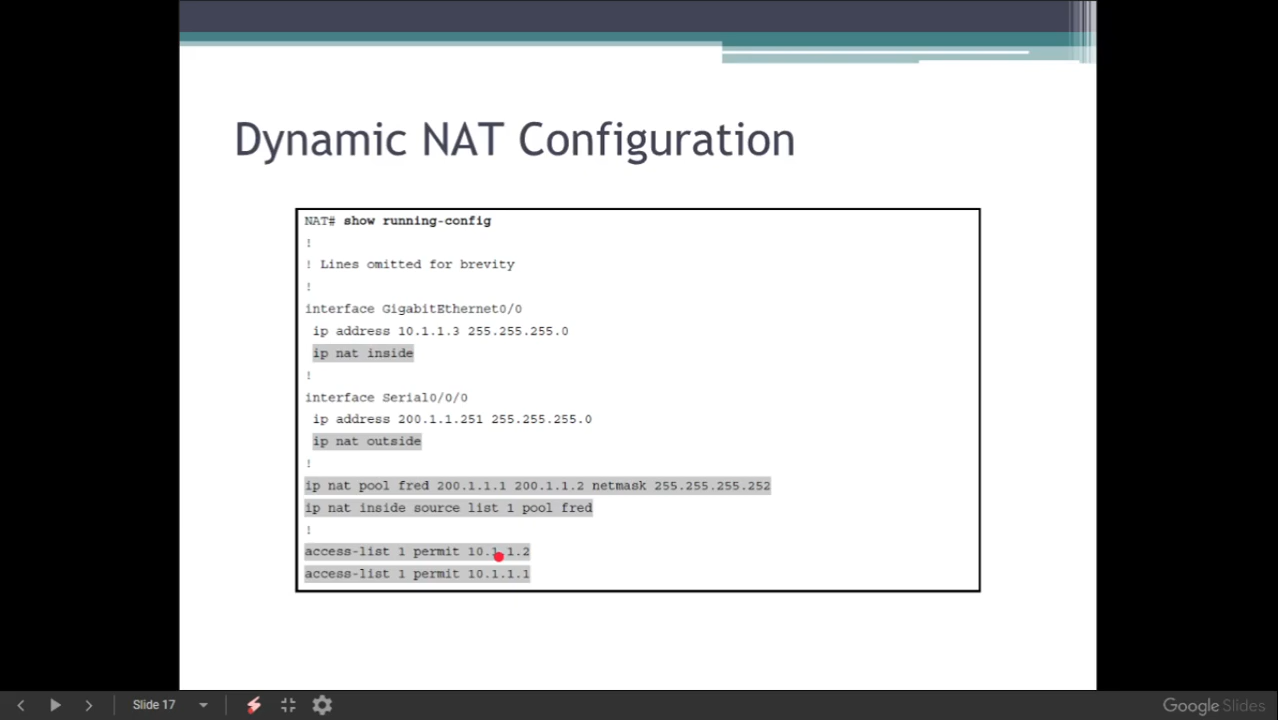 Dynamic NAT Configuration
NAT# show running-config
!
! Lines omitted for brevity
!
interface GigabitEthernet0/0
ip address 10.1.1.3 255.255.255.0
ip nat inside
!
interface Serial0/0/0
ip address 200.1.1.251 255.255.255.0
ip nat outside
!
ip nat pool fred 200.1.1.1 200.1.1.2 netmask 255.255.255.252
ip nat inside source list 1 pool fred
!
access-list 1 permit 10.1.1.2
access-list 1 permit 10.1.1.1
Slide 17
Google Slides